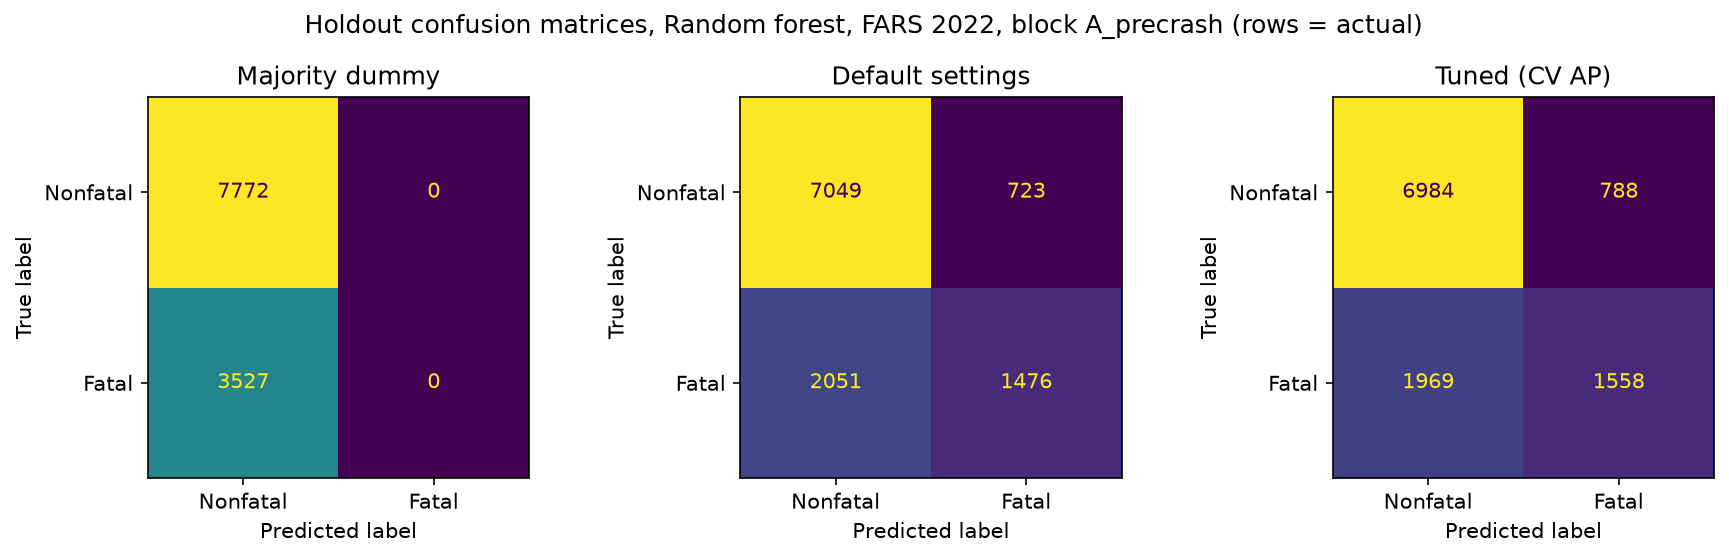 Holdout confusion matrices, Random forest, FARS 2022, block A_precrash (rows = actual)
Majority dummy
True label
Nonfatal
7772
0
Fatal
3527
0
Nonfatal
Fatal
Predicted label
Default settings
True label
Nonfatal
7049
723
Fatal
2051
1476
Nonfatal
Fatal
Predicted label
Tuned (CV AP)
True label
Nonfatal
6984
788
Fatal
1969
1558
Nonfatal
Fatal
Predicted label